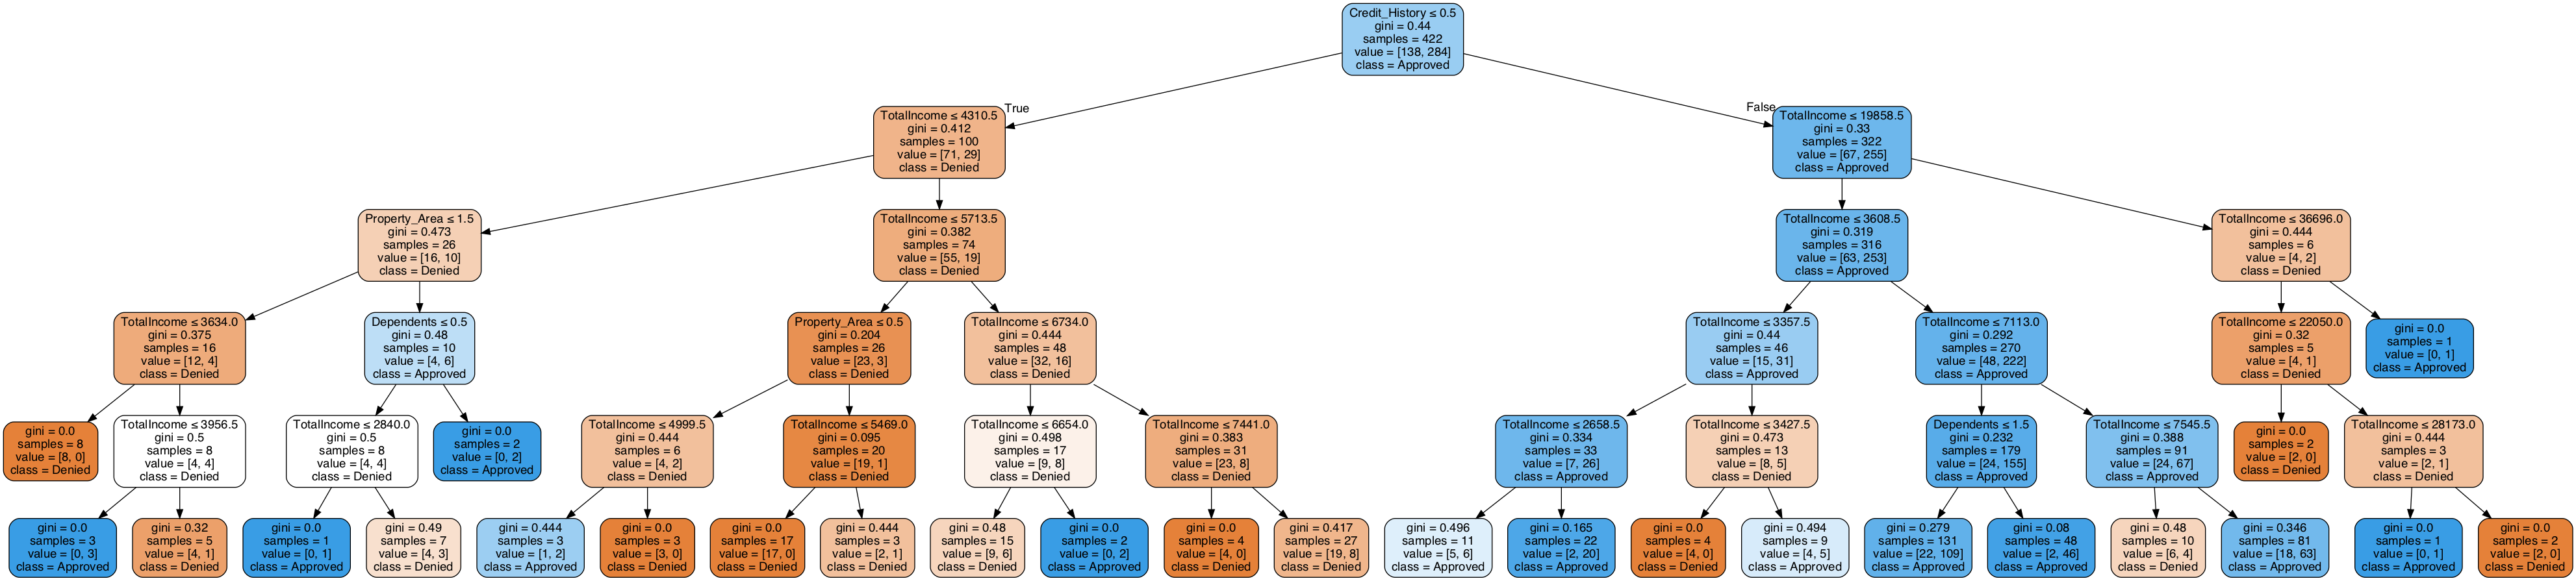 Credit_History ≤ 0.5
gini = 0.44
samples = 422
value = [138, 284]
class = Approved
True
False
TotalIncome ≤ 4310.5
gini = 0.412
samples = 100
value = [71, 29]
class = Denied
TotalIncome ≤ 19858.5
gini = 0.33
samples = 322
value = [67, 255]
class = Approved
Property_Area ≤ 1.5
gini = 0.473
samples = 26
value = [16, 10]
class = Denied
TotalIncome ≤ 5713.5
gini = 0.382
samples = 74
value = [55, 19]
class = Denied
TotalIncome ≤ 3608.5
gini = 0.319
samples = 316
value = [63, 253]
class = Approved
TotalIncome ≤ 36696.0
gini = 0.444
samples = 6
value = [4, 2]
class = Denied
TotalIncome ≤ 3634.0
gini = 0.375
samples = 16
value = [12, 4]
class = Denied
Dependents ≤ 0.5
gini = 0.48
samples = 10
value = [4, 6]
class = Approved
Property_Area ≤ 0.5
gini = 0.204
samples = 26
value = [23, 3]
class = Denied
TotalIncome ≤ 6734.0
gini = 0.444
samples = 48
value = [32, 16]
class = Denied
TotalIncome ≤ 3357.5
gini = 0.44
samples = 46
value = [15, 31]
class = Approved
TotalIncome ≤ 7113.0
gini = 0.292
samples = 270
value = [48, 222]
class = Approved
TotalIncome ≤ 22050.0
gini = 0.32
samples = 5
value = [4, 1]
class = Denied
gini = 0.0
samples = 1
value = [0, 1]
class = Approved
gini = 0.0
samples = 8
value = [8, 0]
class = Denied
TotalIncome ≤ 3956.5
gini = 0.5
samples = 8
value = [4, 4]
class = Denied
TotalIncome ≤ 2840.0
gini = 0.5
samples = 8
value = [4, 4]
class = Denied
gini = 0.0
samples = 2
value = [0, 2]
class = Approved
TotalIncome ≤ 4999.5
gini = 0.444
samples = 6
value = [4, 2]
class = Denied
TotalIncome ≤ 5469.0
gini = 0.095
samples = 20
value = [19, 1]
class = Denied
TotalIncome ≤ 6654.0
gini = 0.498
samples = 17
value = [9, 8]
class = Denied
TotalIncome ≤ 7441.0
gini = 0.383
samples = 31
value = [23, 8]
class = Denied
TotalIncome ≤ 2658.5
gini = 0.334
samples = 33
value = [7, 26]
class = Approved
TotalIncome ≤ 3427.5
gini = 0.473
samples = 13
value = [8, 5]
class = Denied
Dependents ≤ 1.5
gini = 0.232
samples = 179
value = [24, 155]
class = Approved
TotalIncome ≤ 7545.5
gini = 0.388
samples = 91
value = [24, 67]
class = Approved
gini = 0.0
samples = 2
value = [2, 0]
class = Denied
TotalIncome ≤ 28173.0
gini = 0.444
samples = 3
value = [2, 1]
class = Denied
gini = 0.0
samples = 3
value = [0, 3]
class = Approved
gini = 0.32
samples = 5
value = [4, 1]
class = Denied
gini = 0.0
samples = 1
value = [0, 1]
class = Approved
gini = 0.49
samples = 7
value = [4, 3]
class = Denied
gini = 0.444
samples = 3
value = [1, 2]
class = Approved
gini = 0.0
samples = 3
value = [3, 0]
class = Denied
gini = 0.0
samples = 17
value = [17, 0]
class = Denied
gini = 0.444
samples = 3
value = [2, 1]
class = Denied
gini = 0.48
samples = 15
value = [9, 6]
class = Denied
gini = 0.0
samples = 2
value = [0, 2]
class = Approved
gini = 0.0
samples = 4
value = [4, 0]
class = Denied
gini = 0.417
samples = 27
value = [19, 8]
class = Denied
gini = 0.496
samples = 11
value = [5, 6]
class = Approved
gini = 0.165
samples = 22
value = [2, 20]
class = Approved
gini = 0.0
samples = 4
value = [4, 0]
class = Denied
gini = 0.494
samples = 9
value = [4, 5]
class = Approved
gini = 0.279
samples = 131
value = [22, 109]
class = Approved
gini = 0.08
samples = 48
value = [2, 46]
class = Approved
gini = 0.48
samples = 10
value = [6, 4]
class = Denied
gini = 0.346
samples = 81
value = [18, 63]
class = Approved
gini = 0.0
samples = 1
value = [0, 1]
class = Approved
gini = 0.0
samples = 2
value = [2, 0]
class = Denied